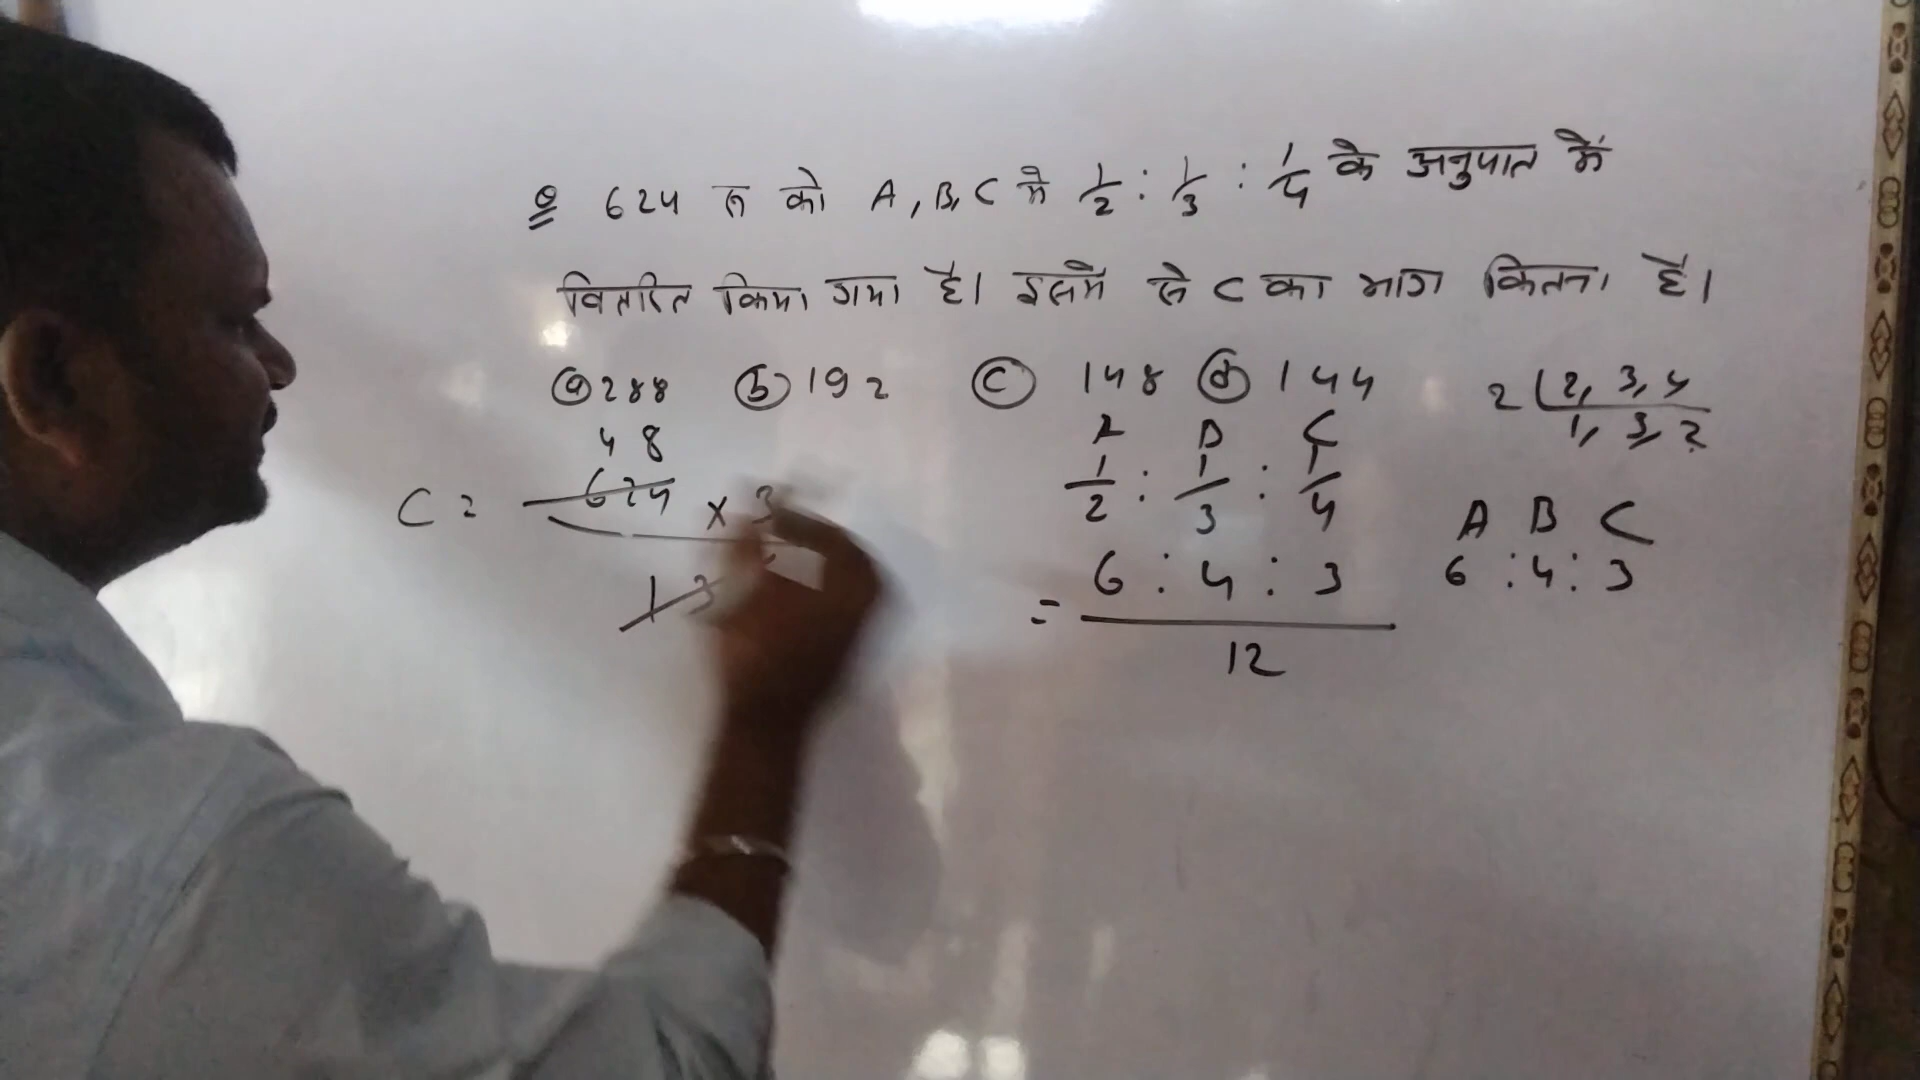 Q 624 रु को A, B, C में 1/2 : 1/3 : 1/4 के अनुपात में
वितरित किया गया है। इसमें से C का भाग कितना है।
(a) 288 (b) 192 (c) 148 (d) 144
2 | 2, 3, 4
1, 3, 2
48
C = 624 × 3
13
A B C
1/2 : 1/3 : 1/4
= 6 : 4 : 3
12
A B C
6 : 4 : 3